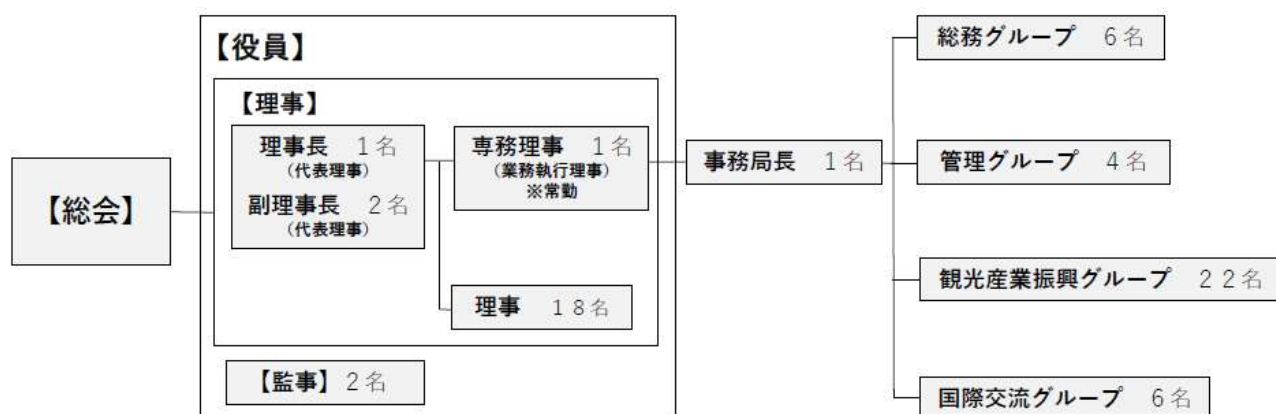 【総会】
【役員】
【理事】
理事長　１名
（代表理事）
副理事長　２名
（代表理事）
専務理事　１名
（業務執行理事）
※常勤
理事　１８名
【監事】２名
事務局長　１名
総務グループ　６名
管理グループ　４名
観光産業振興グループ　２２名
国際交流グループ　６名